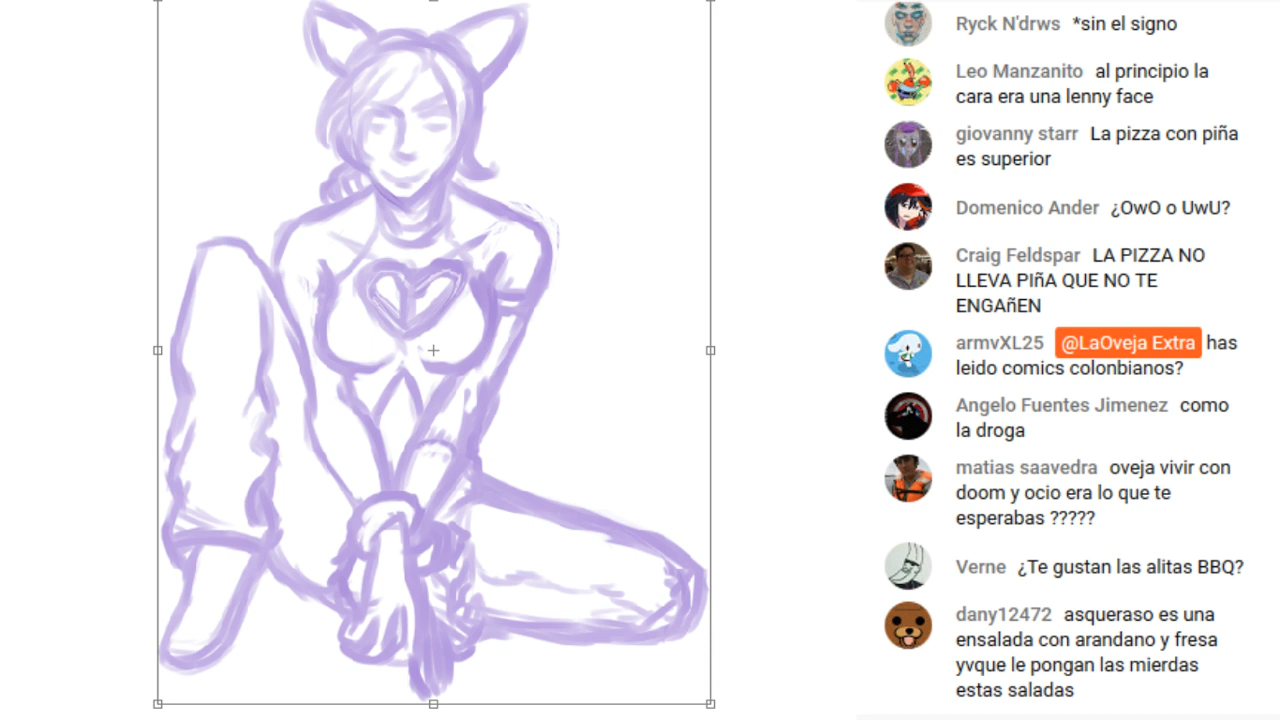 Ryck N'drws *sin el signo
Leo Manzanito al principio la
cara era una lenny face
giovanny starr La pizza con piña
es superior
Domenico Ander ¿OwO o UwU?
Craig Feldspar LA PIZZA NO
LLEVA PIñA QUE NO TE
ENGAñEN
armvXL25 @LaOveja Extra has
leido comics colonbianos?
Angelo Fuentes Jimenez como
la droga
matias saavedra oveja vivir con
doom y ocio era lo que te
esperabas ?????
Verne ¿Te gustan las alitas BBQ?
dany12472 asqueraso es una
ensalada con arandano y fresa
yvque le pongan las mierdas
estas saladas